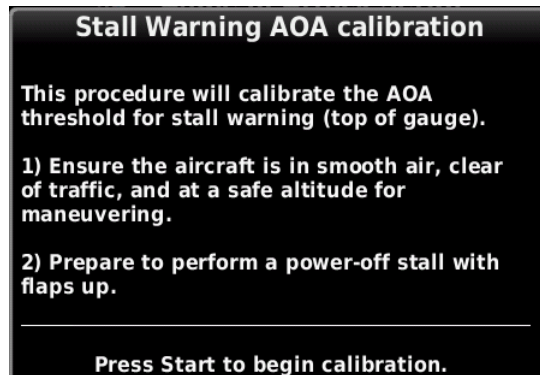 Stall Warning AOA calibration
This procedure will calibrate the AOA
threshold for stall warning (top of gauge).
1) Ensure the aircraft is in smooth air, clear
of traffic, and at a safe altitude for
maneuvering.
2) Prepare to perform a power-off stall with
flaps up.
Press Start to begin calibration.